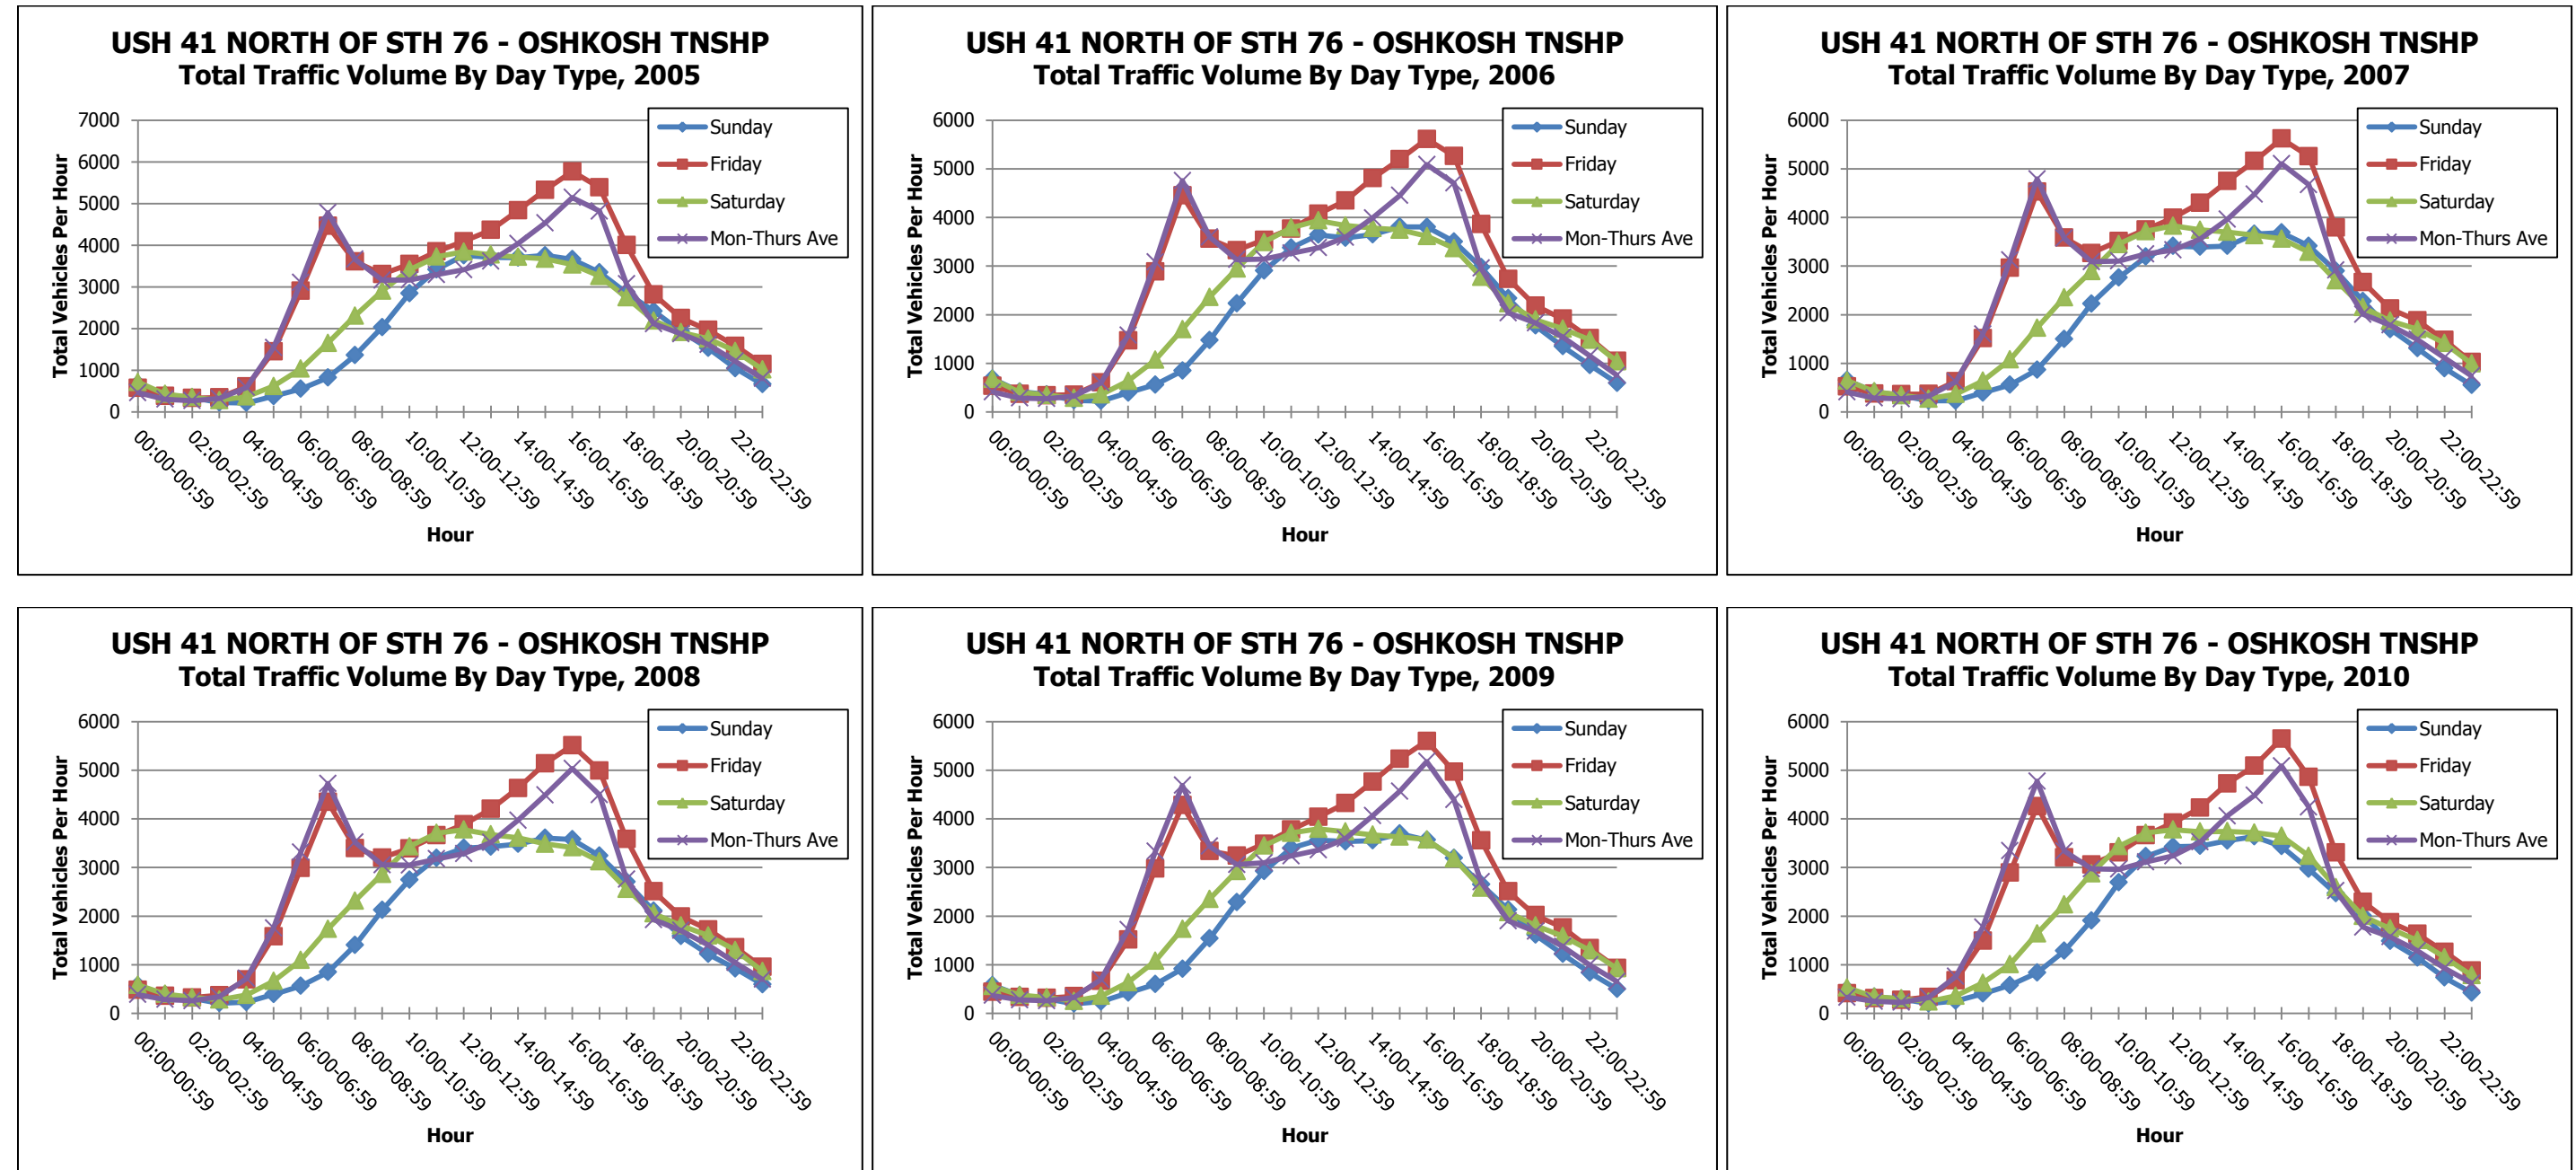 USH 41 NORTH OF STH 76 - OSHKOSH TNSHP
Total Traffic Volume By Day Type, 2005
Total Vehicles Per Hour
7000
6000
5000
4000
3000
2000
1000
0
Sunday
Friday
Saturday
Mon-Thurs Ave
00:00-00:59
02:00-02:59
04:00-04:59
06:00-06:59
08:00-08:59
10:00-10:59
12:00-12:59
14:00-14:59
16:00-16:59
18:00-18:59
20:00-20:59
22:00-22:59
Hour
USH 41 NORTH OF STH 76 - OSHKOSH TNSHP
Total Traffic Volume By Day Type, 2006
Total Vehicles Per Hour
6000
5000
4000
3000
2000
1000
0
Sunday
Friday
Saturday
Mon-Thurs Ave
00:00-00:59
02:00-02:59
04:00-04:59
06:00-06:59
08:00-08:59
10:00-10:59
12:00-12:59
14:00-14:59
16:00-16:59
18:00-18:59
20:00-20:59
22:00-22:59
Hour
USH 41 NORTH OF STH 76 - OSHKOSH TNSHP
Total Traffic Volume By Day Type, 2007
Total Vehicles Per Hour
6000
5000
4000
3000
2000
1000
0
Sunday
Friday
Saturday
Mon-Thurs Ave
00:00-00:59
02:00-02:59
04:00-04:59
06:00-06:59
08:00-08:59
10:00-10:59
12:00-12:59
14:00-14:59
16:00-16:59
18:00-18:59
20:00-20:59
22:00-22:59
Hour
USH 41 NORTH OF STH 76 - OSHKOSH TNSHP
Total Traffic Volume By Day Type, 2008
Total Vehicles Per Hour
6000
5000
4000
3000
2000
1000
0
Sunday
Friday
Saturday
Mon-Thurs Ave
00:00-00:59
02:00-02:59
04:00-04:59
06:00-06:59
08:00-08:59
10:00-10:59
12:00-12:59
14:00-14:59
16:00-16:59
18:00-18:59
20:00-20:59
22:00-22:59
Hour
USH 41 NORTH OF STH 76 - OSHKOSH TNSHP
Total Traffic Volume By Day Type, 2009
Total Vehicles Per Hour
6000
5000
4000
3000
2000
1000
0
Sunday
Friday
Saturday
Mon-Thurs Ave
00:00-00:59
02:00-02:59
04:00-04:59
06:00-06:59
08:00-08:59
10:00-10:59
12:00-12:59
14:00-14:59
16:00-16:59
18:00-18:59
20:00-20:59
22:00-22:59
Hour
USH 41 NORTH OF STH 76 - OSHKOSH TNSHP
Total Traffic Volume By Day Type, 2010
Total Vehicles Per Hour
6000
5000
4000
3000
2000
1000
0
Sunday
Friday
Saturday
Mon-Thurs Ave
00:00-00:59
02:00-02:59
04:00-04:59
06:00-06:59
08:00-08:59
10:00-10:59
12:00-12:59
14:00-14:59
16:00-16:59
18:00-18:59
20:00-20:59
22:00-22:59
Hour